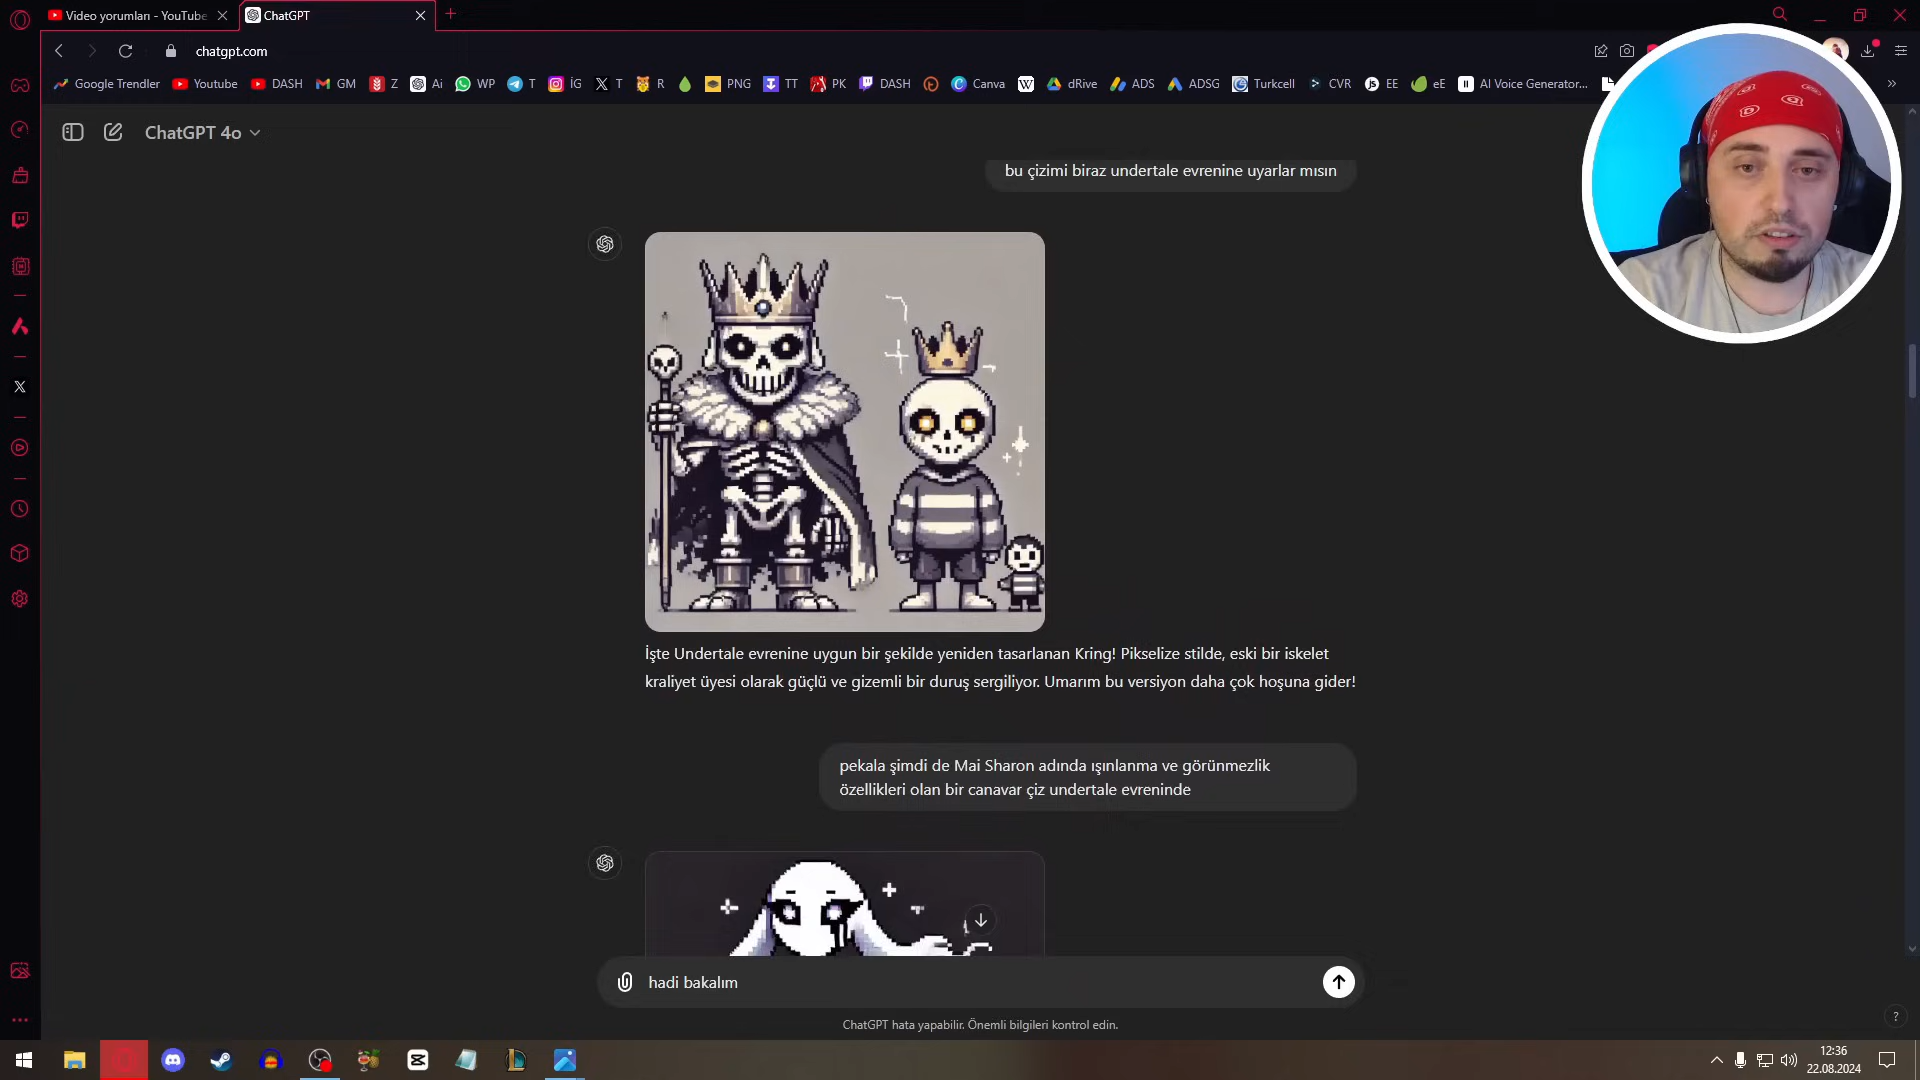 Video yorumları - YouTube
ChatGPT
chatgpt.com
Google Trendler
Youtube
DASH
GM
Z
Ai
WP
T
İG
T
R
PNG
TT
PK
DASH
Canva
W
dRive
ADS
ADSG
Turkcell
CVR
EE
eE
AI Voice Generator...
ChatGPT 4o
bu çizimi biraz undertale evrenine uyarlar mısın
İşte Undertale evrenine uygun bir şekilde yeniden tasarlanan Kring! Pikselize stilde, eski bir iskelet
kraliyet üyesi olarak güçlü ve gizemli bir duruş sergiliyor. Umarım bu versiyon daha çok hoşuna gider!
pekala şimdi de Mai Sharon adında ışınlanma ve görünmezlik
özellikleri olan bir canavar çiz undertale evreninde
hadi bakalım
ChatGPT hata yapabilir. Önemli bilgileri kontrol edin.
?
12:36
22.08.2024